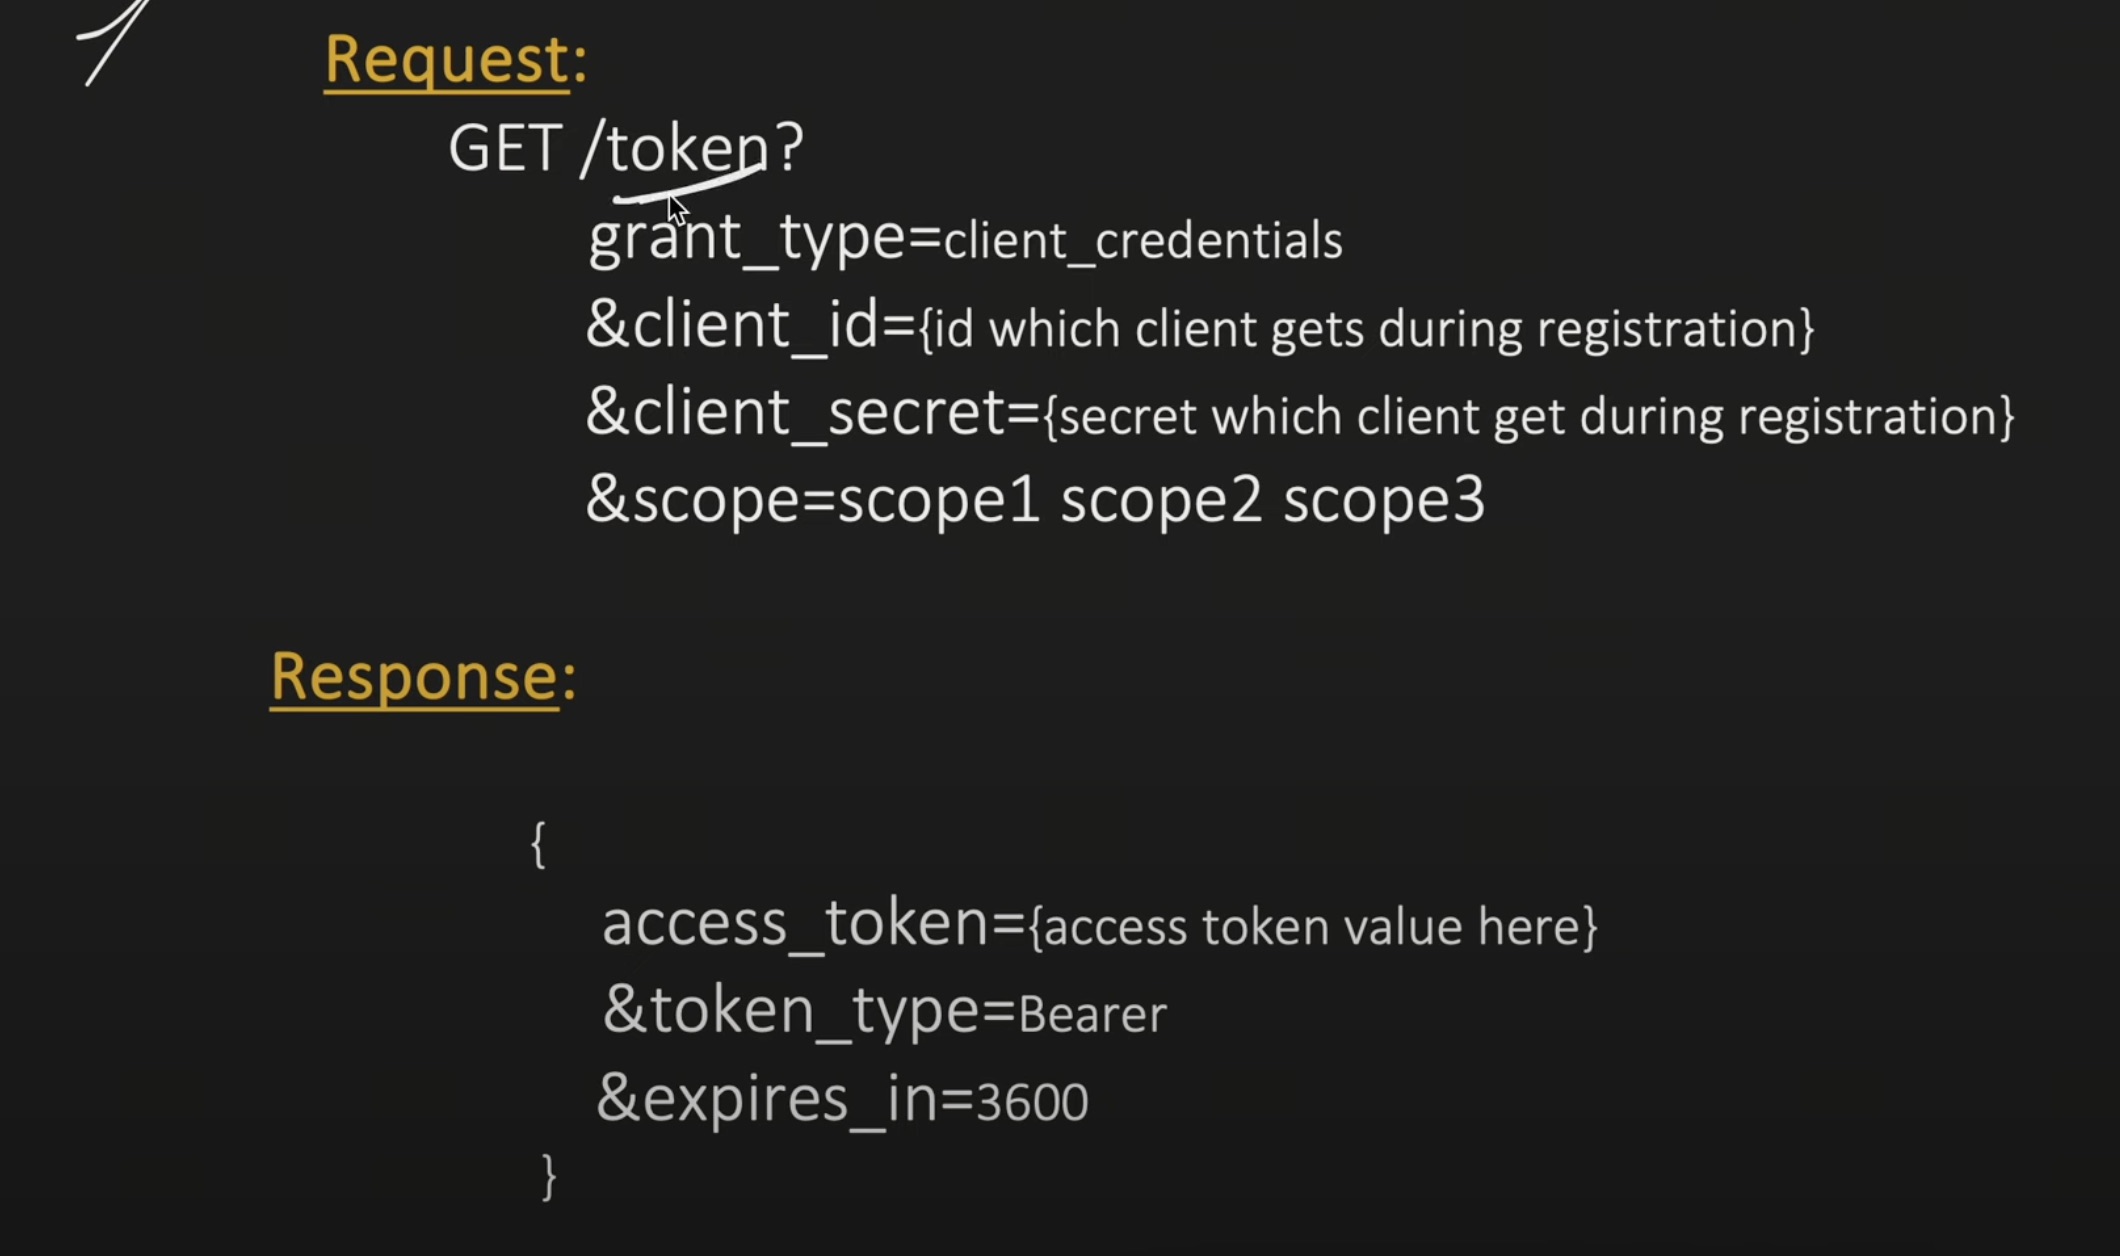 Request:
GET /token?
grant_type=client_credentials
&client_id={id which client gets during registration}
&client_secret={secret which client get during registration}
&scope=scope1 scope2 scope3
Response:
{
access_token={access token value here}
&token_type=Bearer
&expires_in=3600
}